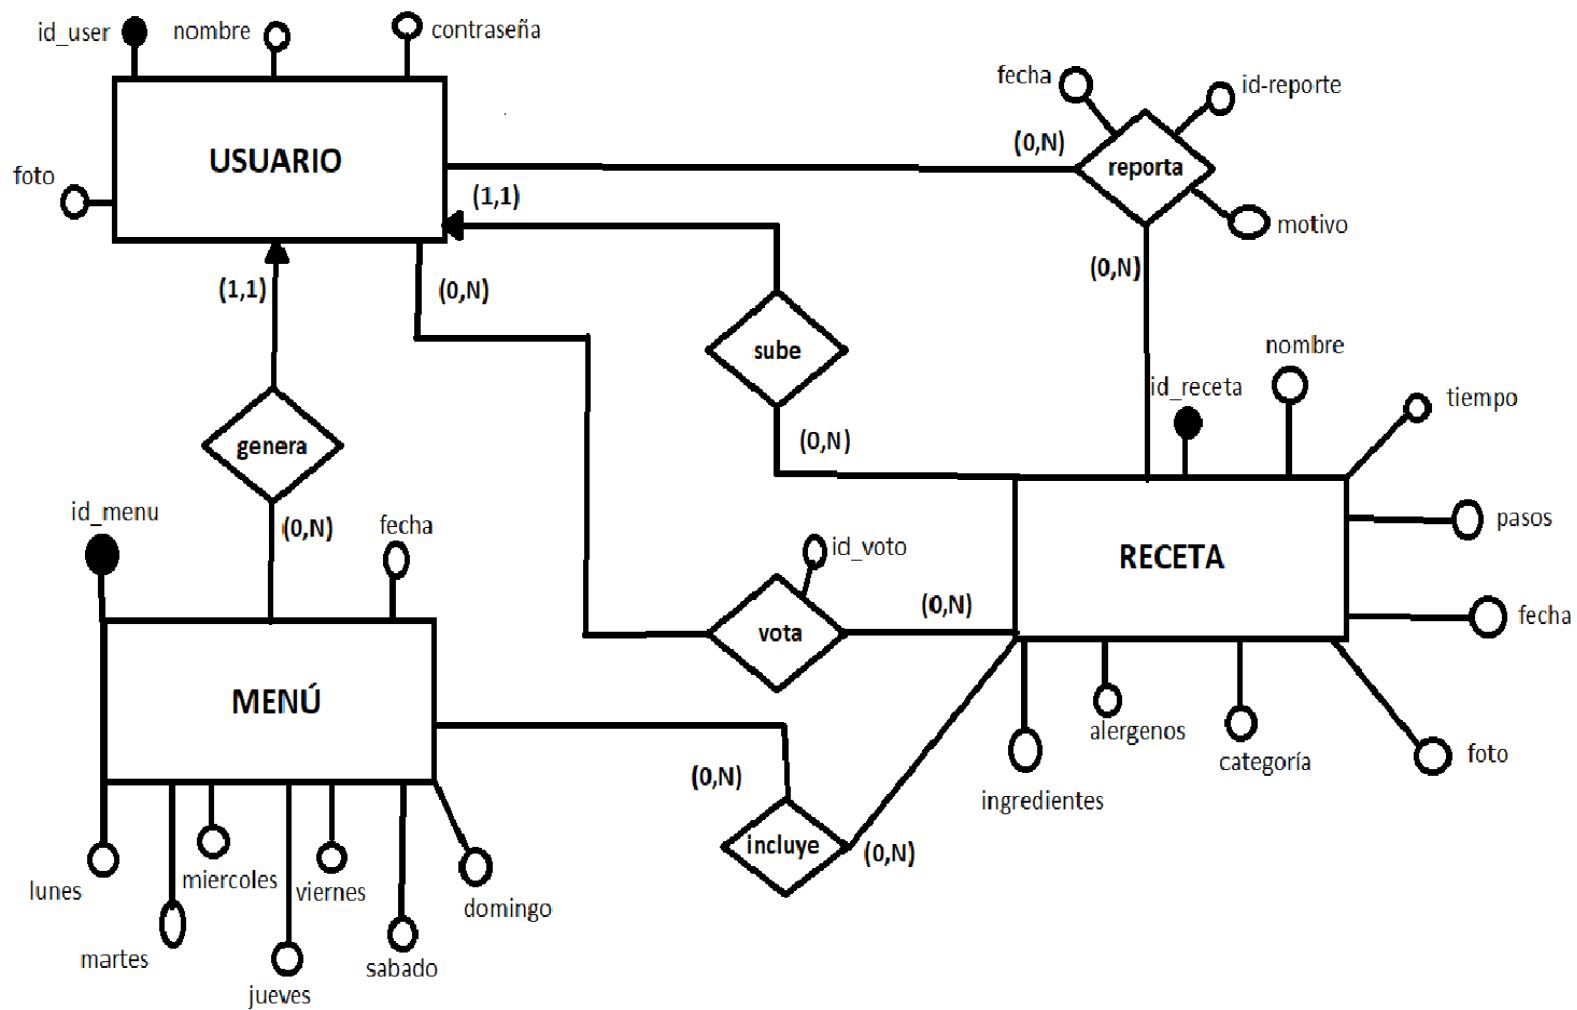 id_user
nombre
contraseña
USUARIO
foto
(1,1)
(0,N)
fecha
id-reporte
reporta
motivo
(0,N)
(1,1)
(0,N)
sube
(0,N)
genera
(0,N)
id_menu
fecha
nombre
id_receta
tiempo
pasos
RECETA
fecha
id_voto
(0,N)
vota
alergenos
categoría
foto
ingredientes
MENÚ
(0,N)
incluye
(0,N)
lunes
miercoles
viernes
domingo
martes
sabado
jueves